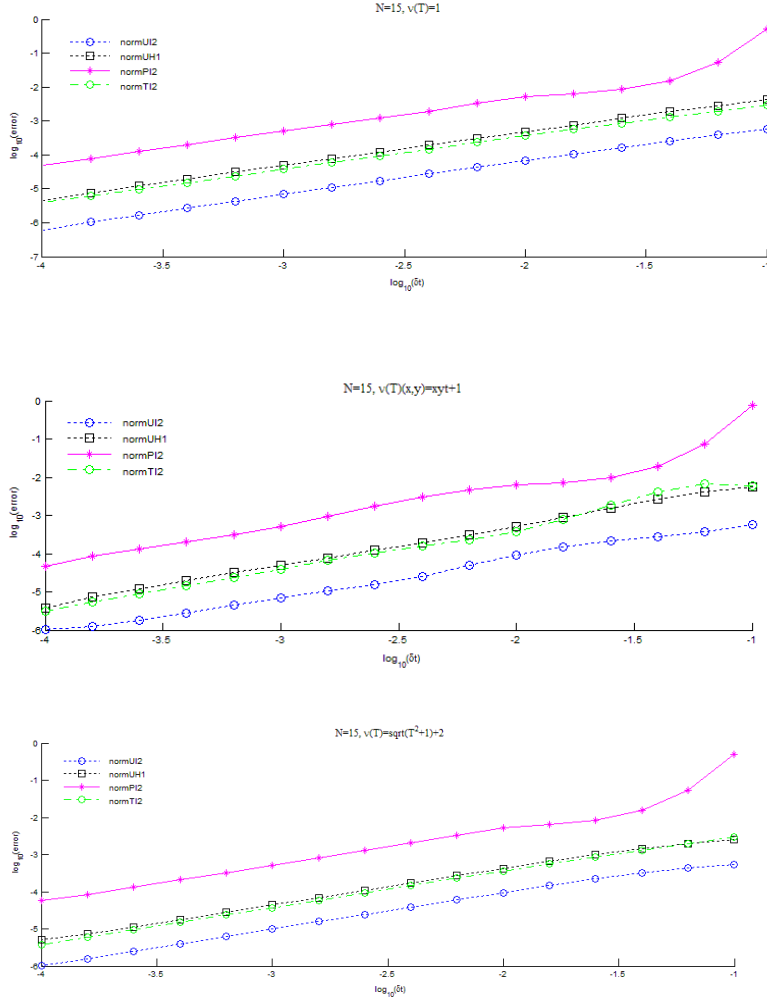 N=15, ν(T)=1
0
-1
-2
-3
-4
-5
-6
-7
log10(error)
normUl2
normUH1
normPl2
normTl2
-4 -3.5 -3 -2.5 -2 -1.5 -1
log10(δt)
N=15, ν(T)(x,y)=xyt+1
0
-1
-2
-3
-4
-5
-6
log10(error)
normUl2
normUH1
normPl2
normTl2
-4 -3.5 -3 -2.5 -2 -1.5 -1
log10(δt)
N=15, ν(T)=sqrt(T²+1)+2
0
-1
-2
-3
-4
-5
-6
log10(error)
normUl2
normUH1
normPl2
normTl2
-4 -3.5 -3 -2.5 -2 -1.5 -1
log10(δt)